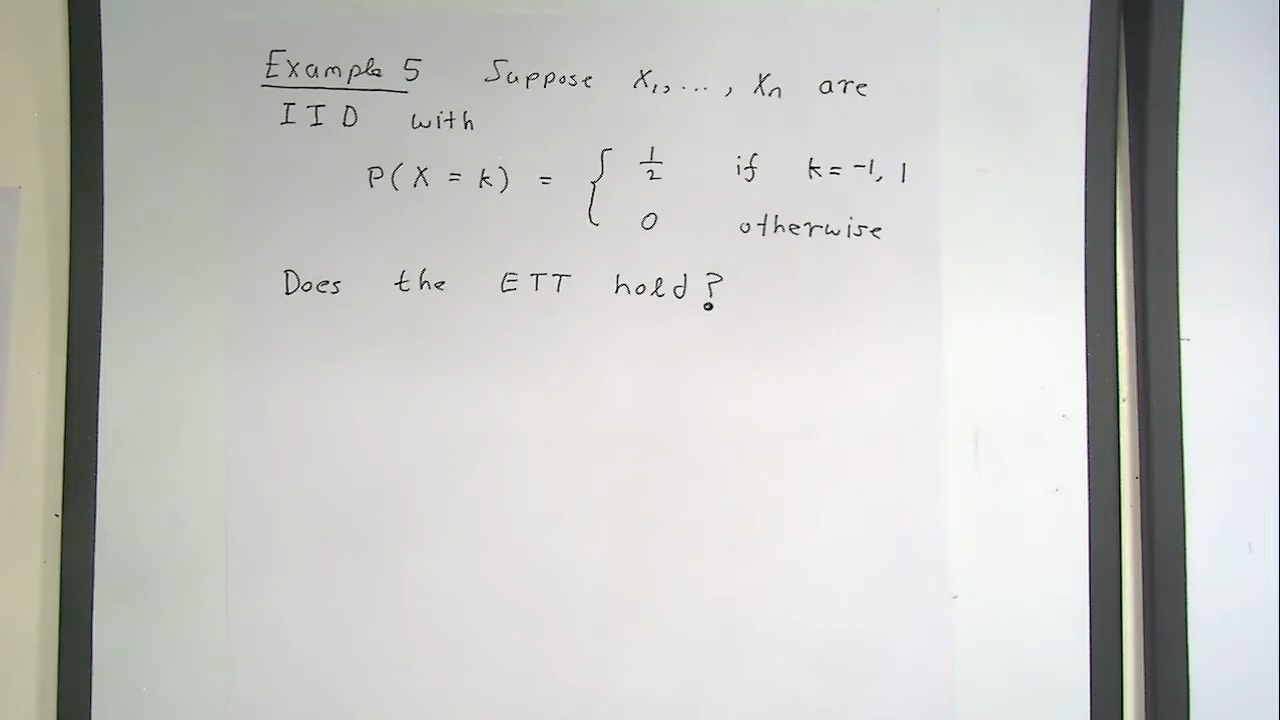 Example 5 Suppose X₁, ..., Xₙ are
IID with
P(X = k) = { 1/2 if k = -1, 1
0 otherwise
Does the ETT hold?